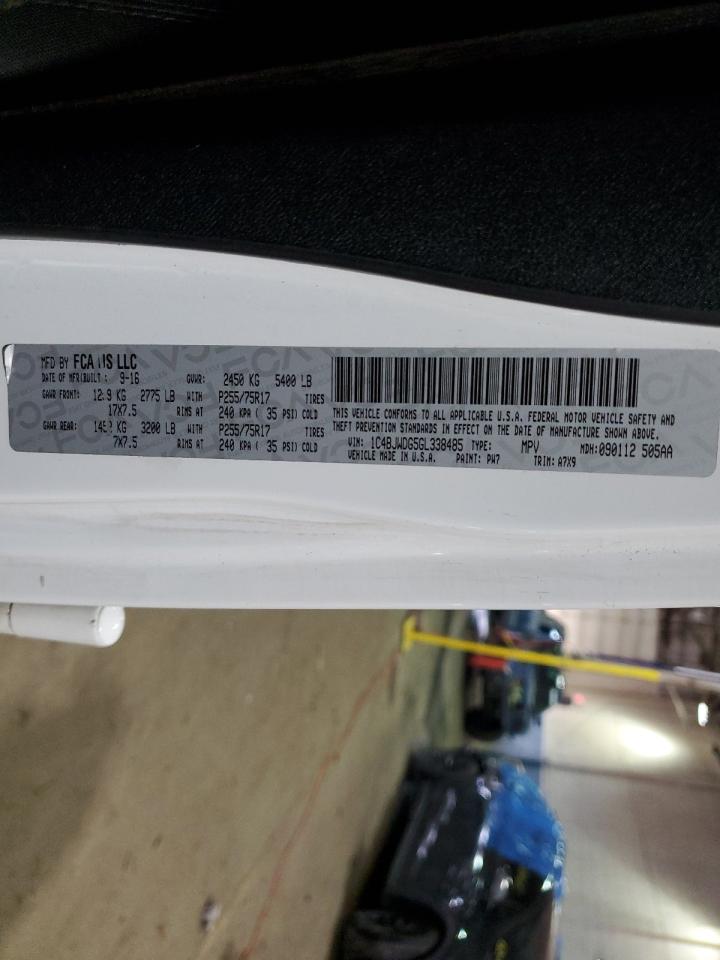 MFD BY FCA US LLC
DATE OF MFR(BUILT): 9-16 GVWR: 2450 KG 5400 LB
GAWR FRONT: KG 2775 LB WITH P255/75R17 TIRES
17X7.5 RIMS AT 240 KPA ( 35 PSI) COLD
GAWR REAR: KG 3200 LB WITH P255/75R17 TIRES
7X7.5 RIMS AT 240 KPA ( 35 PSI) COLD
THIS VEHICLE CONFORMS TO ALL APPLICABLE U.S.A. FEDERAL MOTOR VEHICLE SAFETY AND
THEFT PREVENTION STANDARDS IN EFFECT ON THE DATE OF MANUFACTURE SHOWN ABOVE.
VIN: 1C4BJWDG5GL338485 TYPE: MPV MDH:090112 505AA
VEHICLE MADE IN U.S.A. PAINT: PW7 TRIM: A7X9